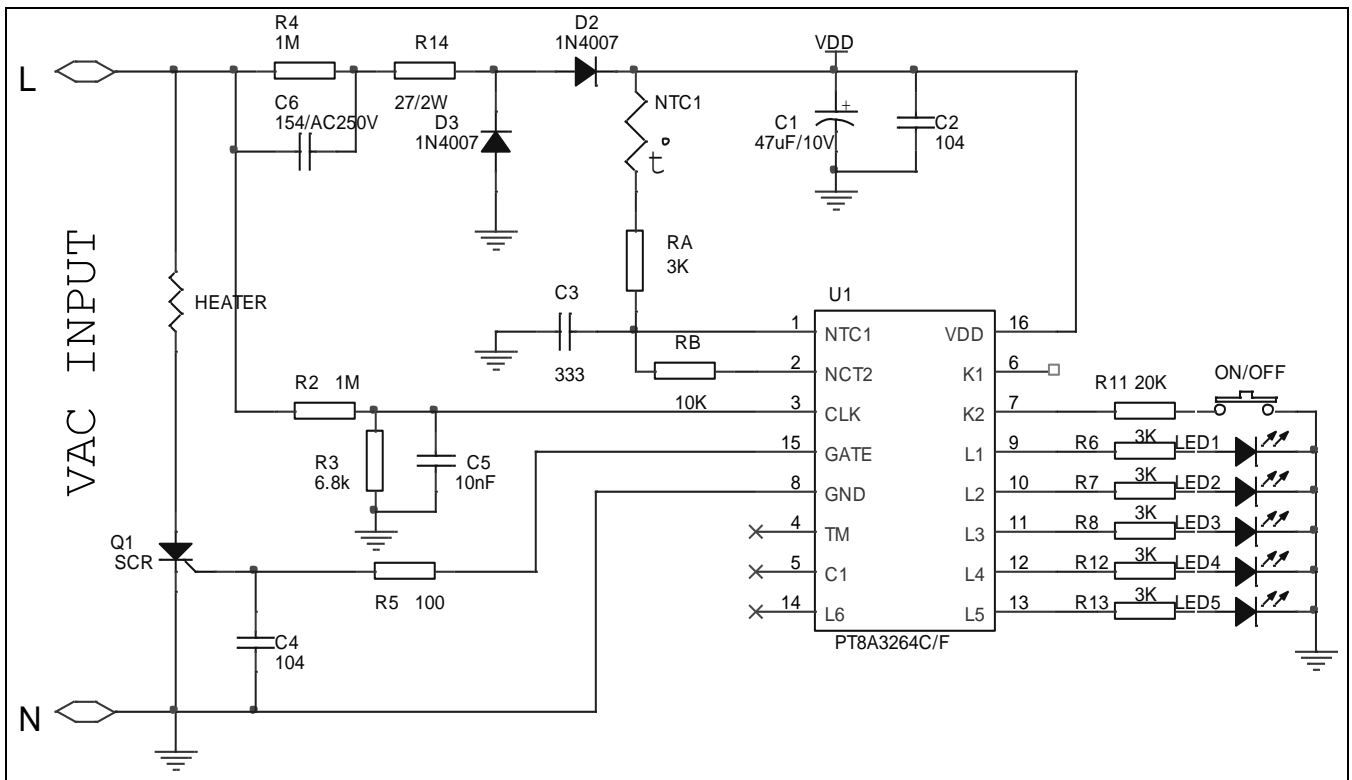 R4
1M
R14
D2
1N4007
VDD
L
C6
154/AC250V
27/2W
D3
1N4007
NTC1
t°
C1
47uF/10V
+
C2
104
RA
3K
VAC INPUT
HEATER
C3
333
RB
10K
R2 1M
R3
6.8k
C5
10nF
Q1
SCR
R5 100
C4
104
N
U1
1 NTC1 VDD 16
2 NCT2 K1 6
3 CLK K2 7
15 GATE L1 9
8 GND L2 10
4 TM L3 11
5 C1 L4 12
14 L6 L5 13
PT8A3264C/F
R11 20K
ON/OFF
R6 3K LED1
R7 3K LED2
R8 3K LED3
R12 3K LED4
R13 3K LED5